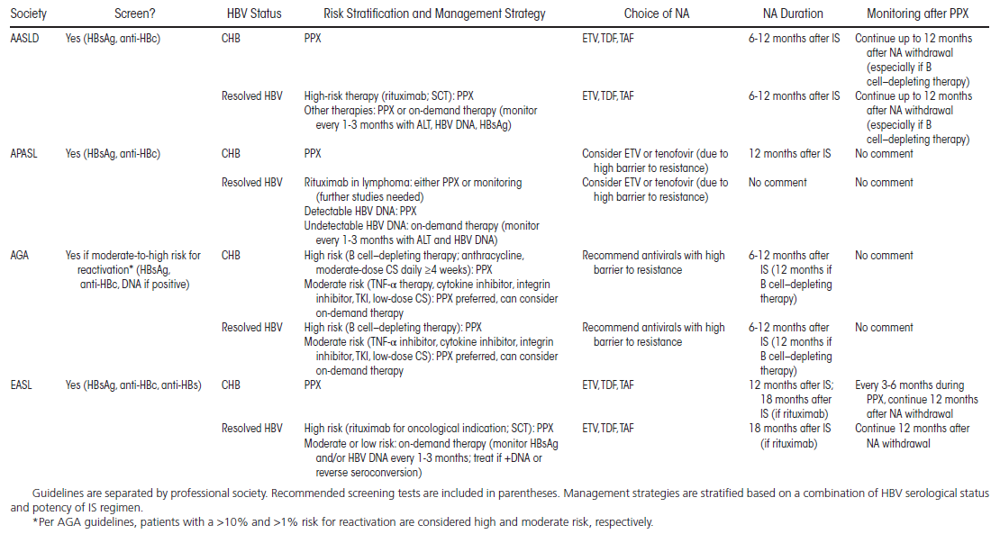 Society Screen? HBV Status Risk Stratification and Management Strategy Choice of NA NA Duration Monitoring after PPX
AASLD Yes (HBsAg, anti-HBc) CHB PPX ETV, TDF, TAF 6-12 months after IS Continue up to 12 months
after NA withdrawal
(especially if B
cell–depleting therapy)
Resolved HBV High-risk therapy (rituximab; SCT): PPX ETV, TDF, TAF 6-12 months after IS Continue up to 12 months
Other therapies: PPX or on-demand therapy (monitor after NA withdrawal
every 1-3 months with ALT, HBV DNA, HBsAg) (especially if B
cell–depleting therapy)
APASL Yes (HBsAg, anti-HBc) CHB PPX Consider ETV or tenofovir (due to 12 months after IS No comment
high barrier to resistance)
Resolved HBV Rituximab in lymphoma: either PPX or monitoring Consider ETV or tenofovir (due to No comment No comment
(further studies needed) high barrier to resistance)
Detectable HBV DNA: PPX
Undetectable HBV DNA: on-demand therapy (monitor
every 1-3 months with ALT and HBV DNA)
AGA Yes if moderate-to-high risk for CHB High risk (B cell–depleting therapy; anthracycline, Recommend antivirals with high 6-12 months after No comment
reactivation* (HBsAg, moderate-dose CS daily ≥4 weeks): PPX barrier to resistance IS (12 months if
anti-HBc, DNA if positive) Moderate risk (TNF-α therapy, cytokine inhibitor, integrin B cell–depleting
inhibitor, TKI, low-dose CS): PPX preferred, can consider therapy)
on-demand therapy
Resolved HBV High risk (B cell–depleting therapy): PPX Recommend antivirals with high 6-12 months after No comment
Moderate risk (TNF-α inhibitor, cytokine inhibitor, integrin barrier to resistance IS (12 months if
inhibitor, TKI, low-dose CS): PPX preferred, can consider B cell–depleting
on-demand therapy therapy)
EASL Yes (HBsAg, anti-HBc, anti-HBs) CHB PPX ETV, TDF, TAF 12 months after IS; Every 3-6 months during
18 months after PPX, continue 12 months
IS (if rituximab) after NA withdrawal
Resolved HBV High risk (rituximab for oncological indication; SCT): PPX ETV, TDF, TAF 18 months after IS Continue 12 months after
Moderate or low risk: on-demand therapy (monitor HBsAg (if rituximab) NA withdrawal
and/or HBV DNA every 1-3 months; treat if +DNA or
reverse seroconversion)
Guidelines are separated by professional society. Recommended screening tests are included in parentheses. Management strategies are stratified based on a combination of HBV serological status
and potency of IS regimen.
*Per AGA guidelines, patients with a >10% and >1% risk for reactivation are considered high and moderate risk, respectively.